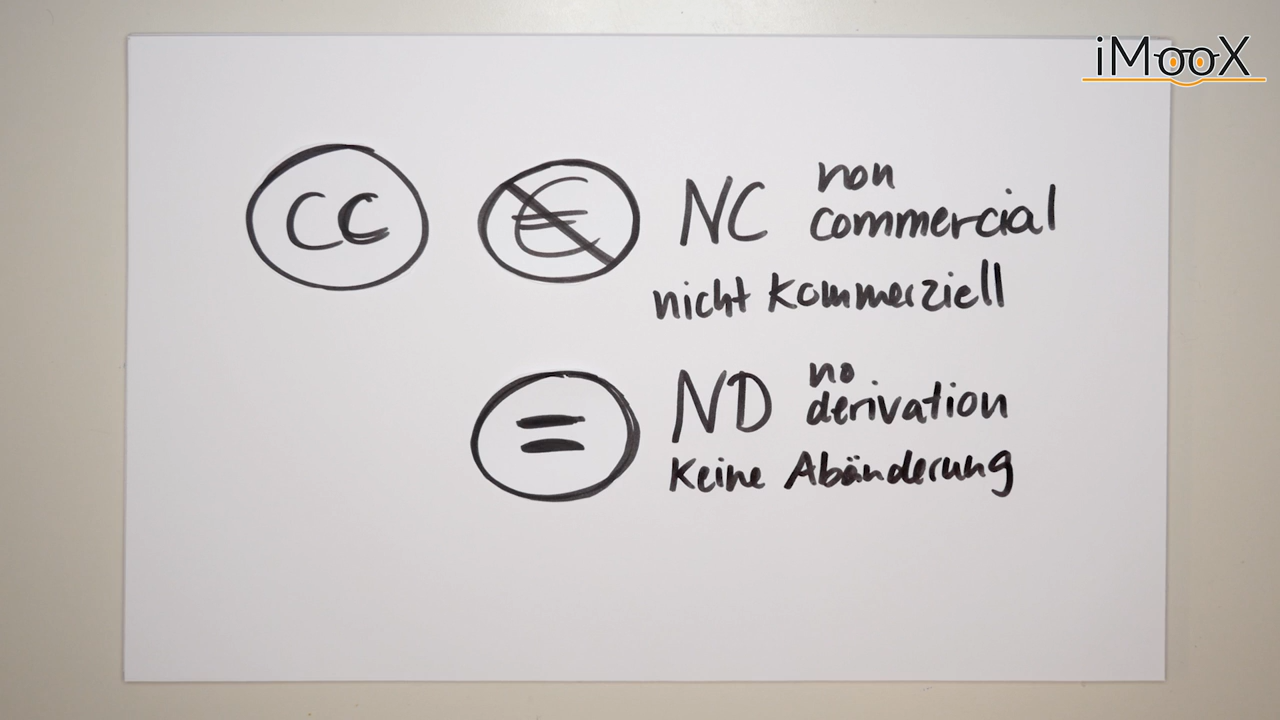 iMooX
CC € NC non
commercial
nicht kommerziell
= ND no
derivation
Keine Abänderung